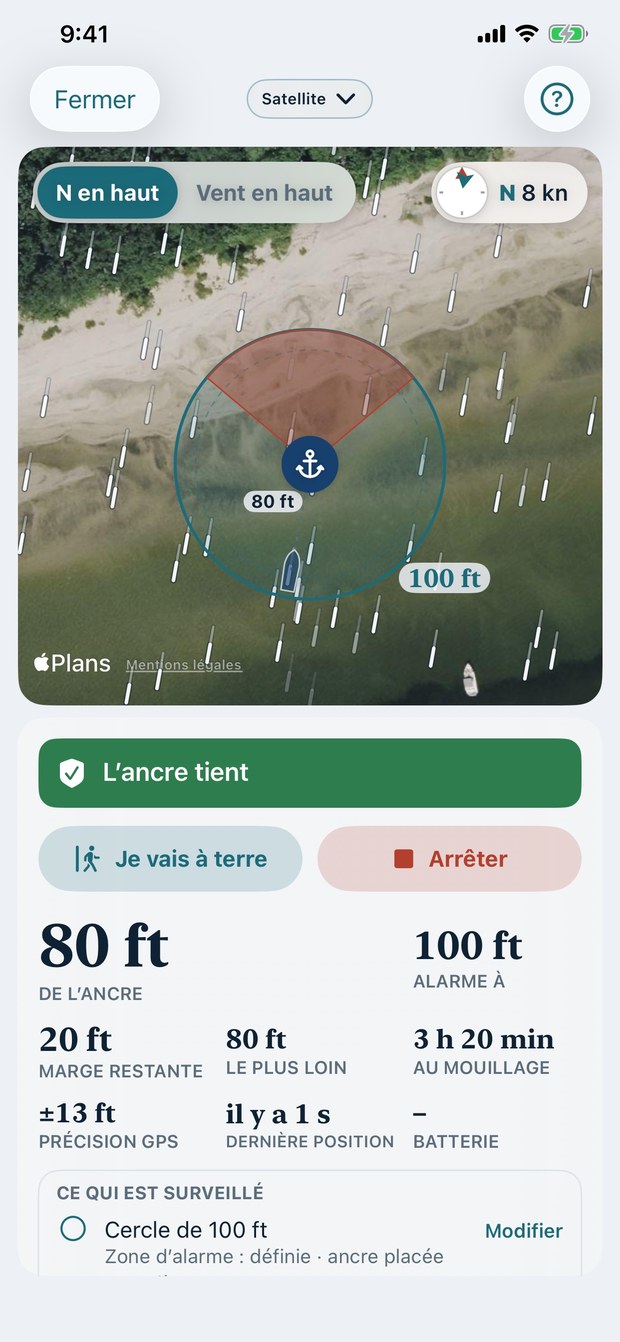 9:41
Fermer
Satellite
?
N en haut
Vent en haut
N 8 kn
80 ft
100 ft
Plans
Mentions légales
L’ancre tient
Je vais à terre
Arrêter
80 ft
DE L’ANCRE
100 ft
ALARME À
20 ft
MARGE RESTANTE
80 ft
LE PLUS LOIN
3 h 20 min
AU MOUILLAGE
±13 ft
PRÉCISION GPS
il y a 1 s
DERNIÈRE POSITION
–
BATTERIE
CE QUI EST SURVEILLÉ
Cercle de 100 ft
Modifier
Zone d’alarme : définie · ancre placée